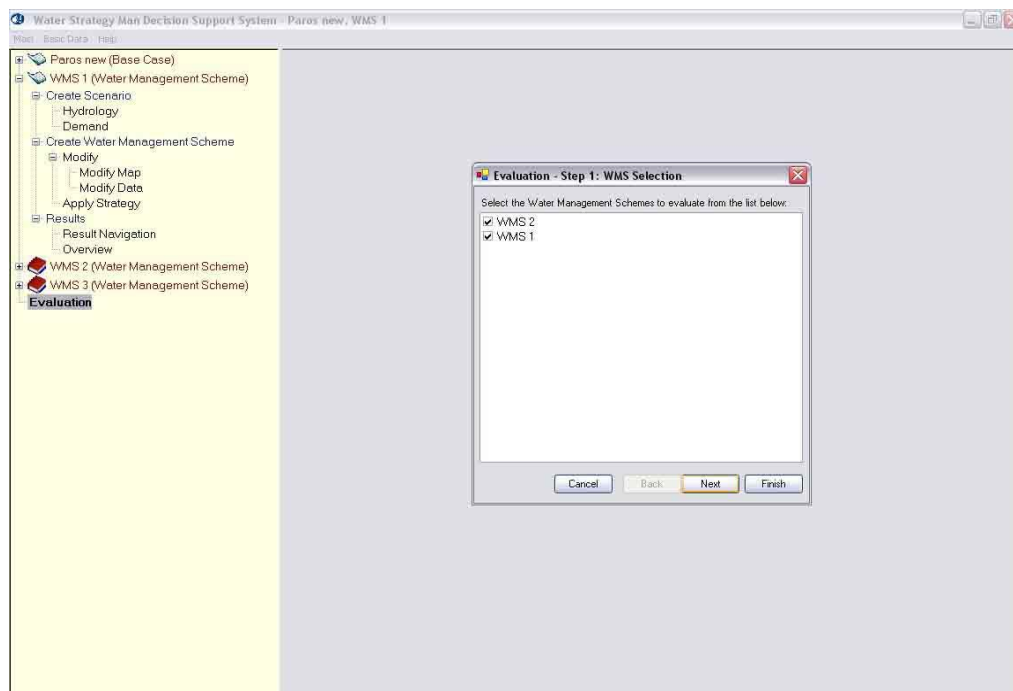 Water Strategy Man Decision Support System - Paros new, WMS 1
Main Basic Data Help
Paros new (Base Case)
WMS 1 (Water Management Scheme)
Create Scenario
Hydrology
Demand
Create Water Management Scheme
Modify
Modify Map
Modify Data
Apply Strategy
Results
Result Navigation
Overview
WMS 2 (Water Management Scheme)
WMS 3 (Water Management Scheme)
Evaluation
Evaluation - Step 1: WMS Selection
Select the Water Management Schemes to evaluate from the list below:
WMS 2
WMS 1
Cancel Back Next Finish